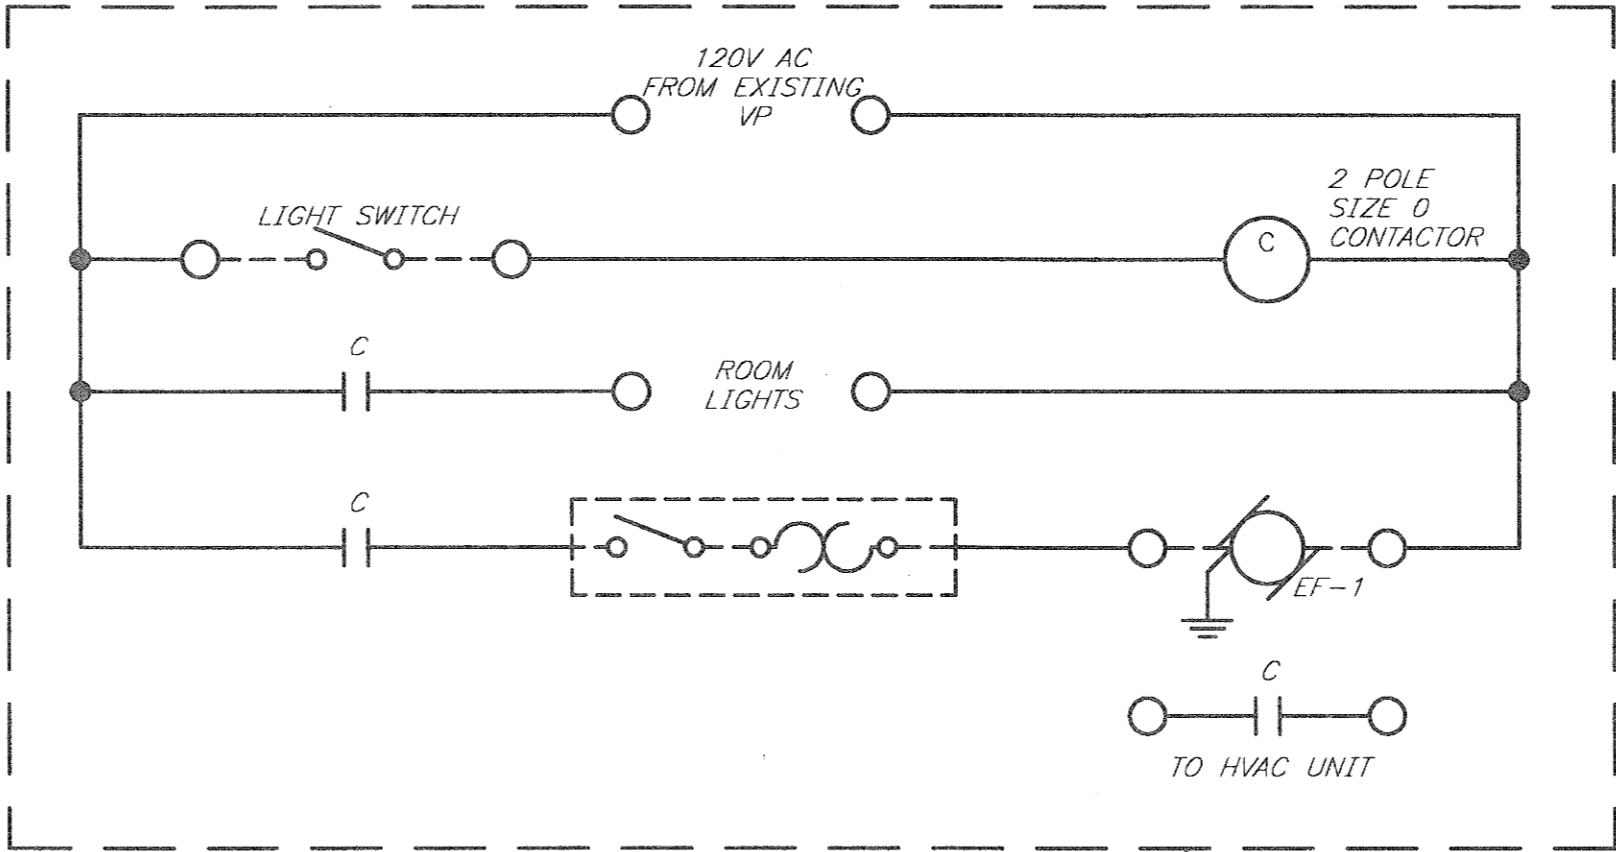 120V AC
FROM EXISTING
VP
2 POLE
SIZE 0
CONTACTOR
LIGHT SWITCH
C
C
ROOM
LIGHTS
C
EF-1
C
TO HVAC UNIT